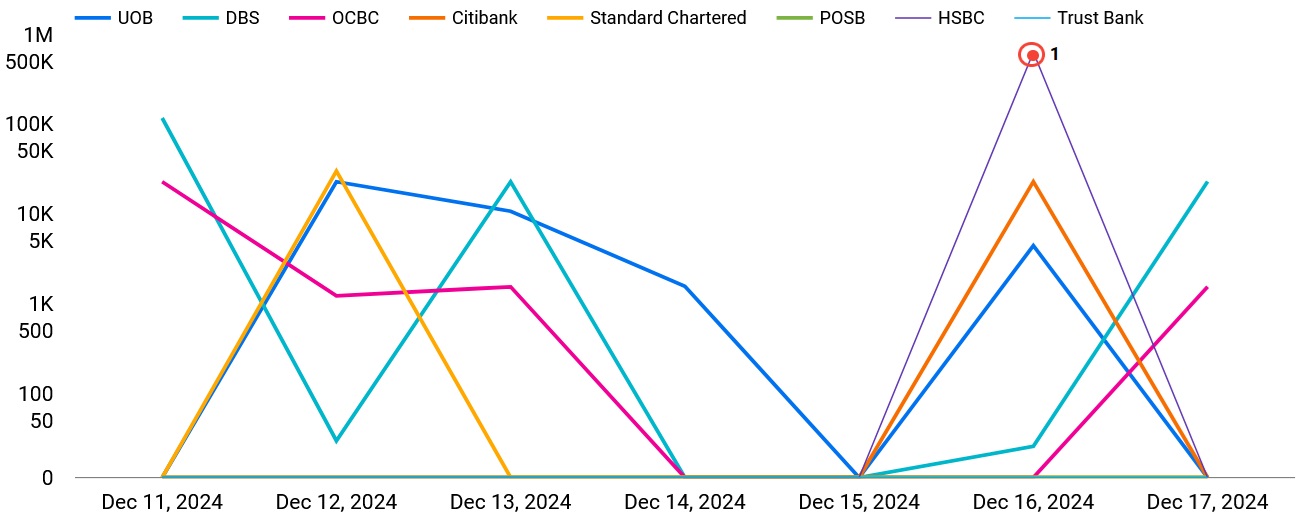 UOB DBS OCBC Citibank Standard Chartered POSB HSBC Trust Bank
1M
500K
1
100K
50K
10K
5K
1K
500
100
50
0
Dec 11, 2024 Dec 12, 2024 Dec 13, 2024 Dec 14, 2024 Dec 15, 2024 Dec 16, 2024 Dec 17, 2024